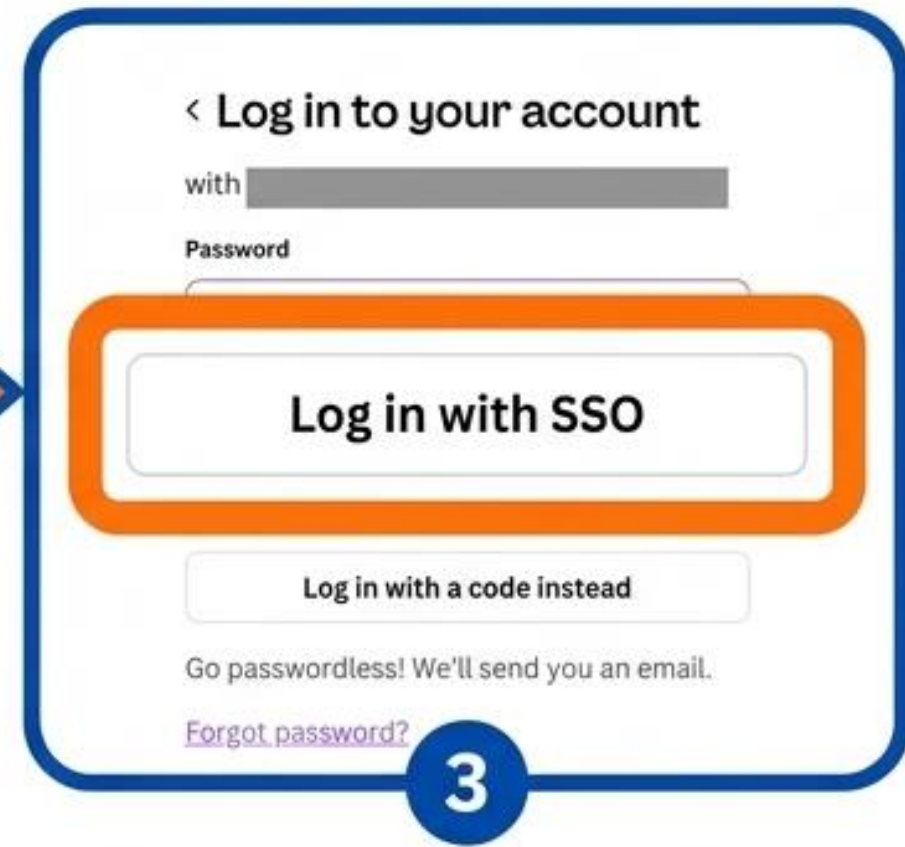 < Log in to your account
with
Password
Log in with SSO
Log in with a code instead
Go passwordless! We'll send you an email.
Forgot password?
3